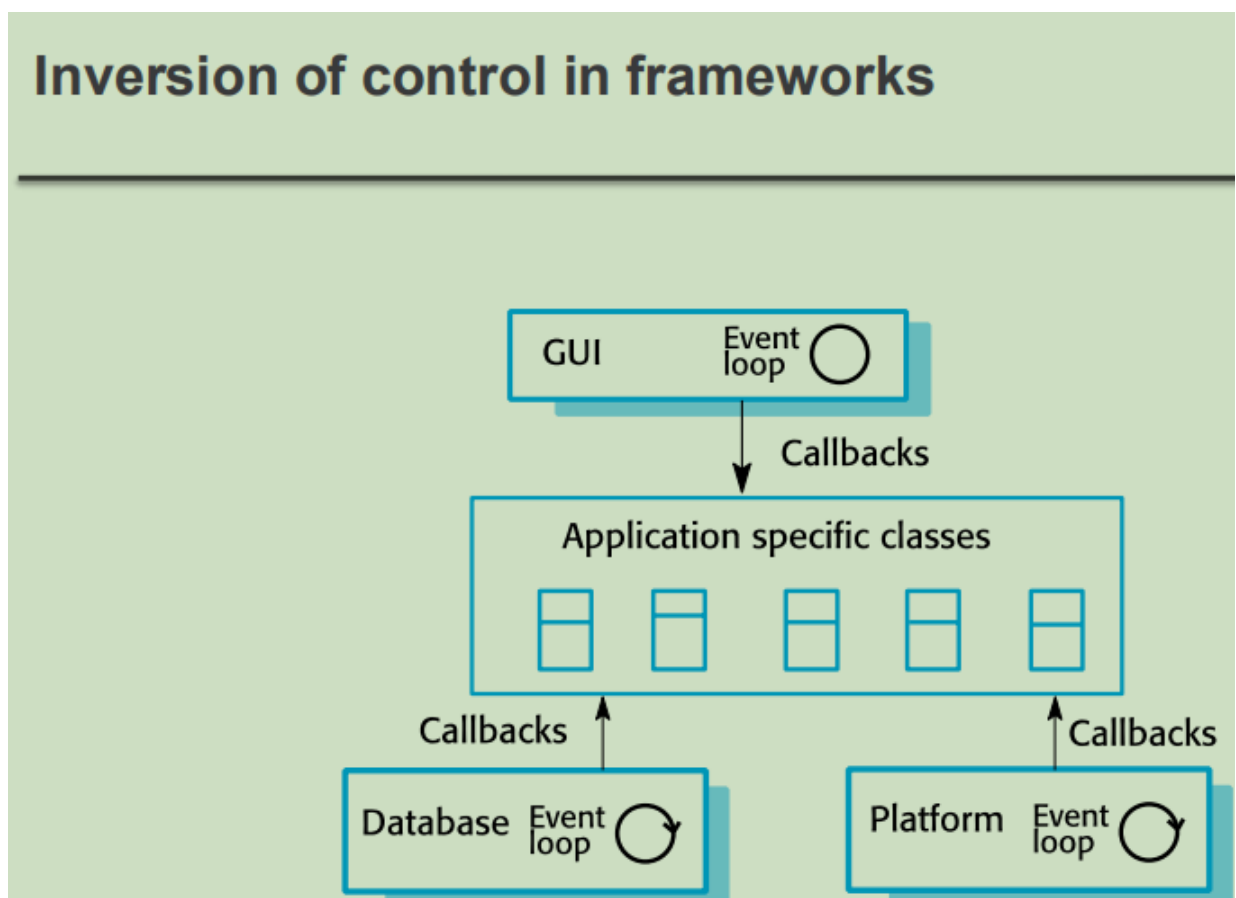 Inversion of control in frameworks
GUI
Event
loop
Callbacks
Application specific classes
Callbacks
Callbacks
Database
Event
loop
Platform
Event
loop